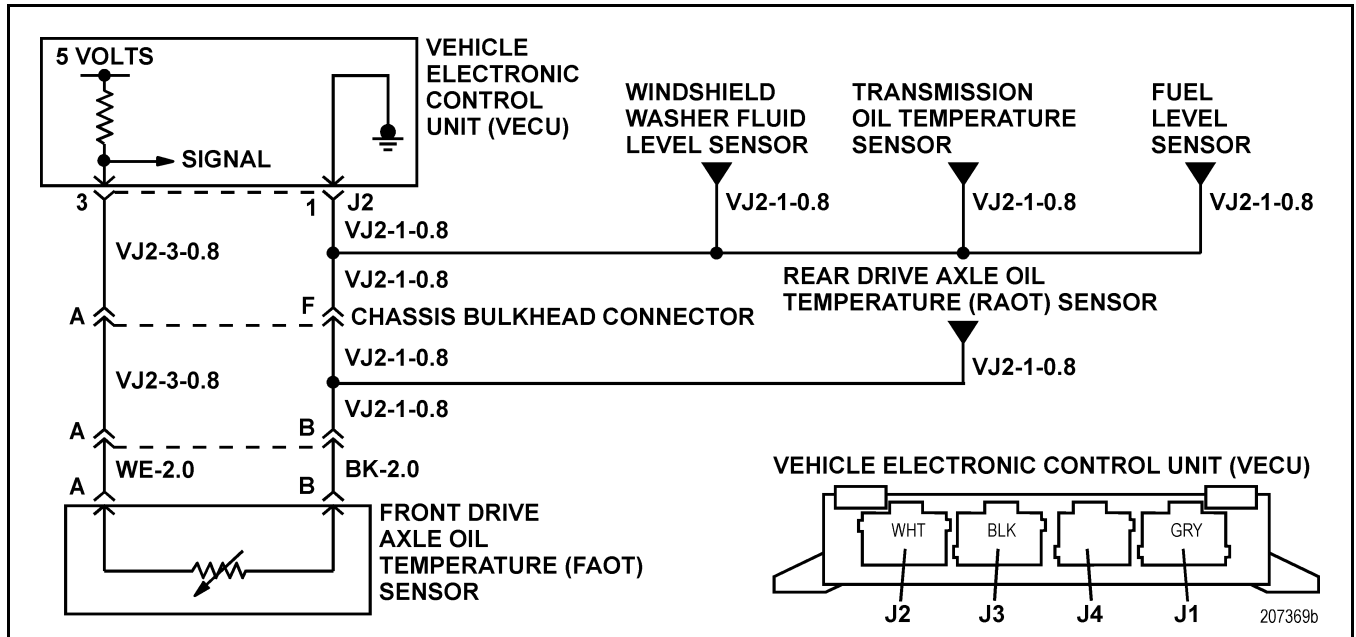 5 VOLTS
SIGNAL
VEHICLE
ELECTRONIC
CONTROL
UNIT (VECU)
WINDSHIELD
WASHER FLUID
LEVEL SENSOR
TRANSMISSION
OIL TEMPERATURE
SENSOR
FUEL
LEVEL
SENSOR
3
1
J2
VJ2-1-0.8
VJ2-1-0.8
VJ2-1-0.8
VJ2-1-0.8
VJ2-3-0.8
VJ2-1-0.8
REAR DRIVE AXLE OIL
TEMPERATURE (RAOT) SENSOR
A
F
CHASSIS BULKHEAD CONNECTOR
VJ2-1-0.8
VJ2-1-0.8
VJ2-3-0.8
VJ2-1-0.8
A
B
WE-2.0
BK-2.0
A
B
FRONT DRIVE
AXLE OIL
TEMPERATURE (FAOT)
SENSOR
VEHICLE ELECTRONIC CONTROL UNIT (VECU)
WHT
BLK
GRY
J2
J3
J4
J1
207369b